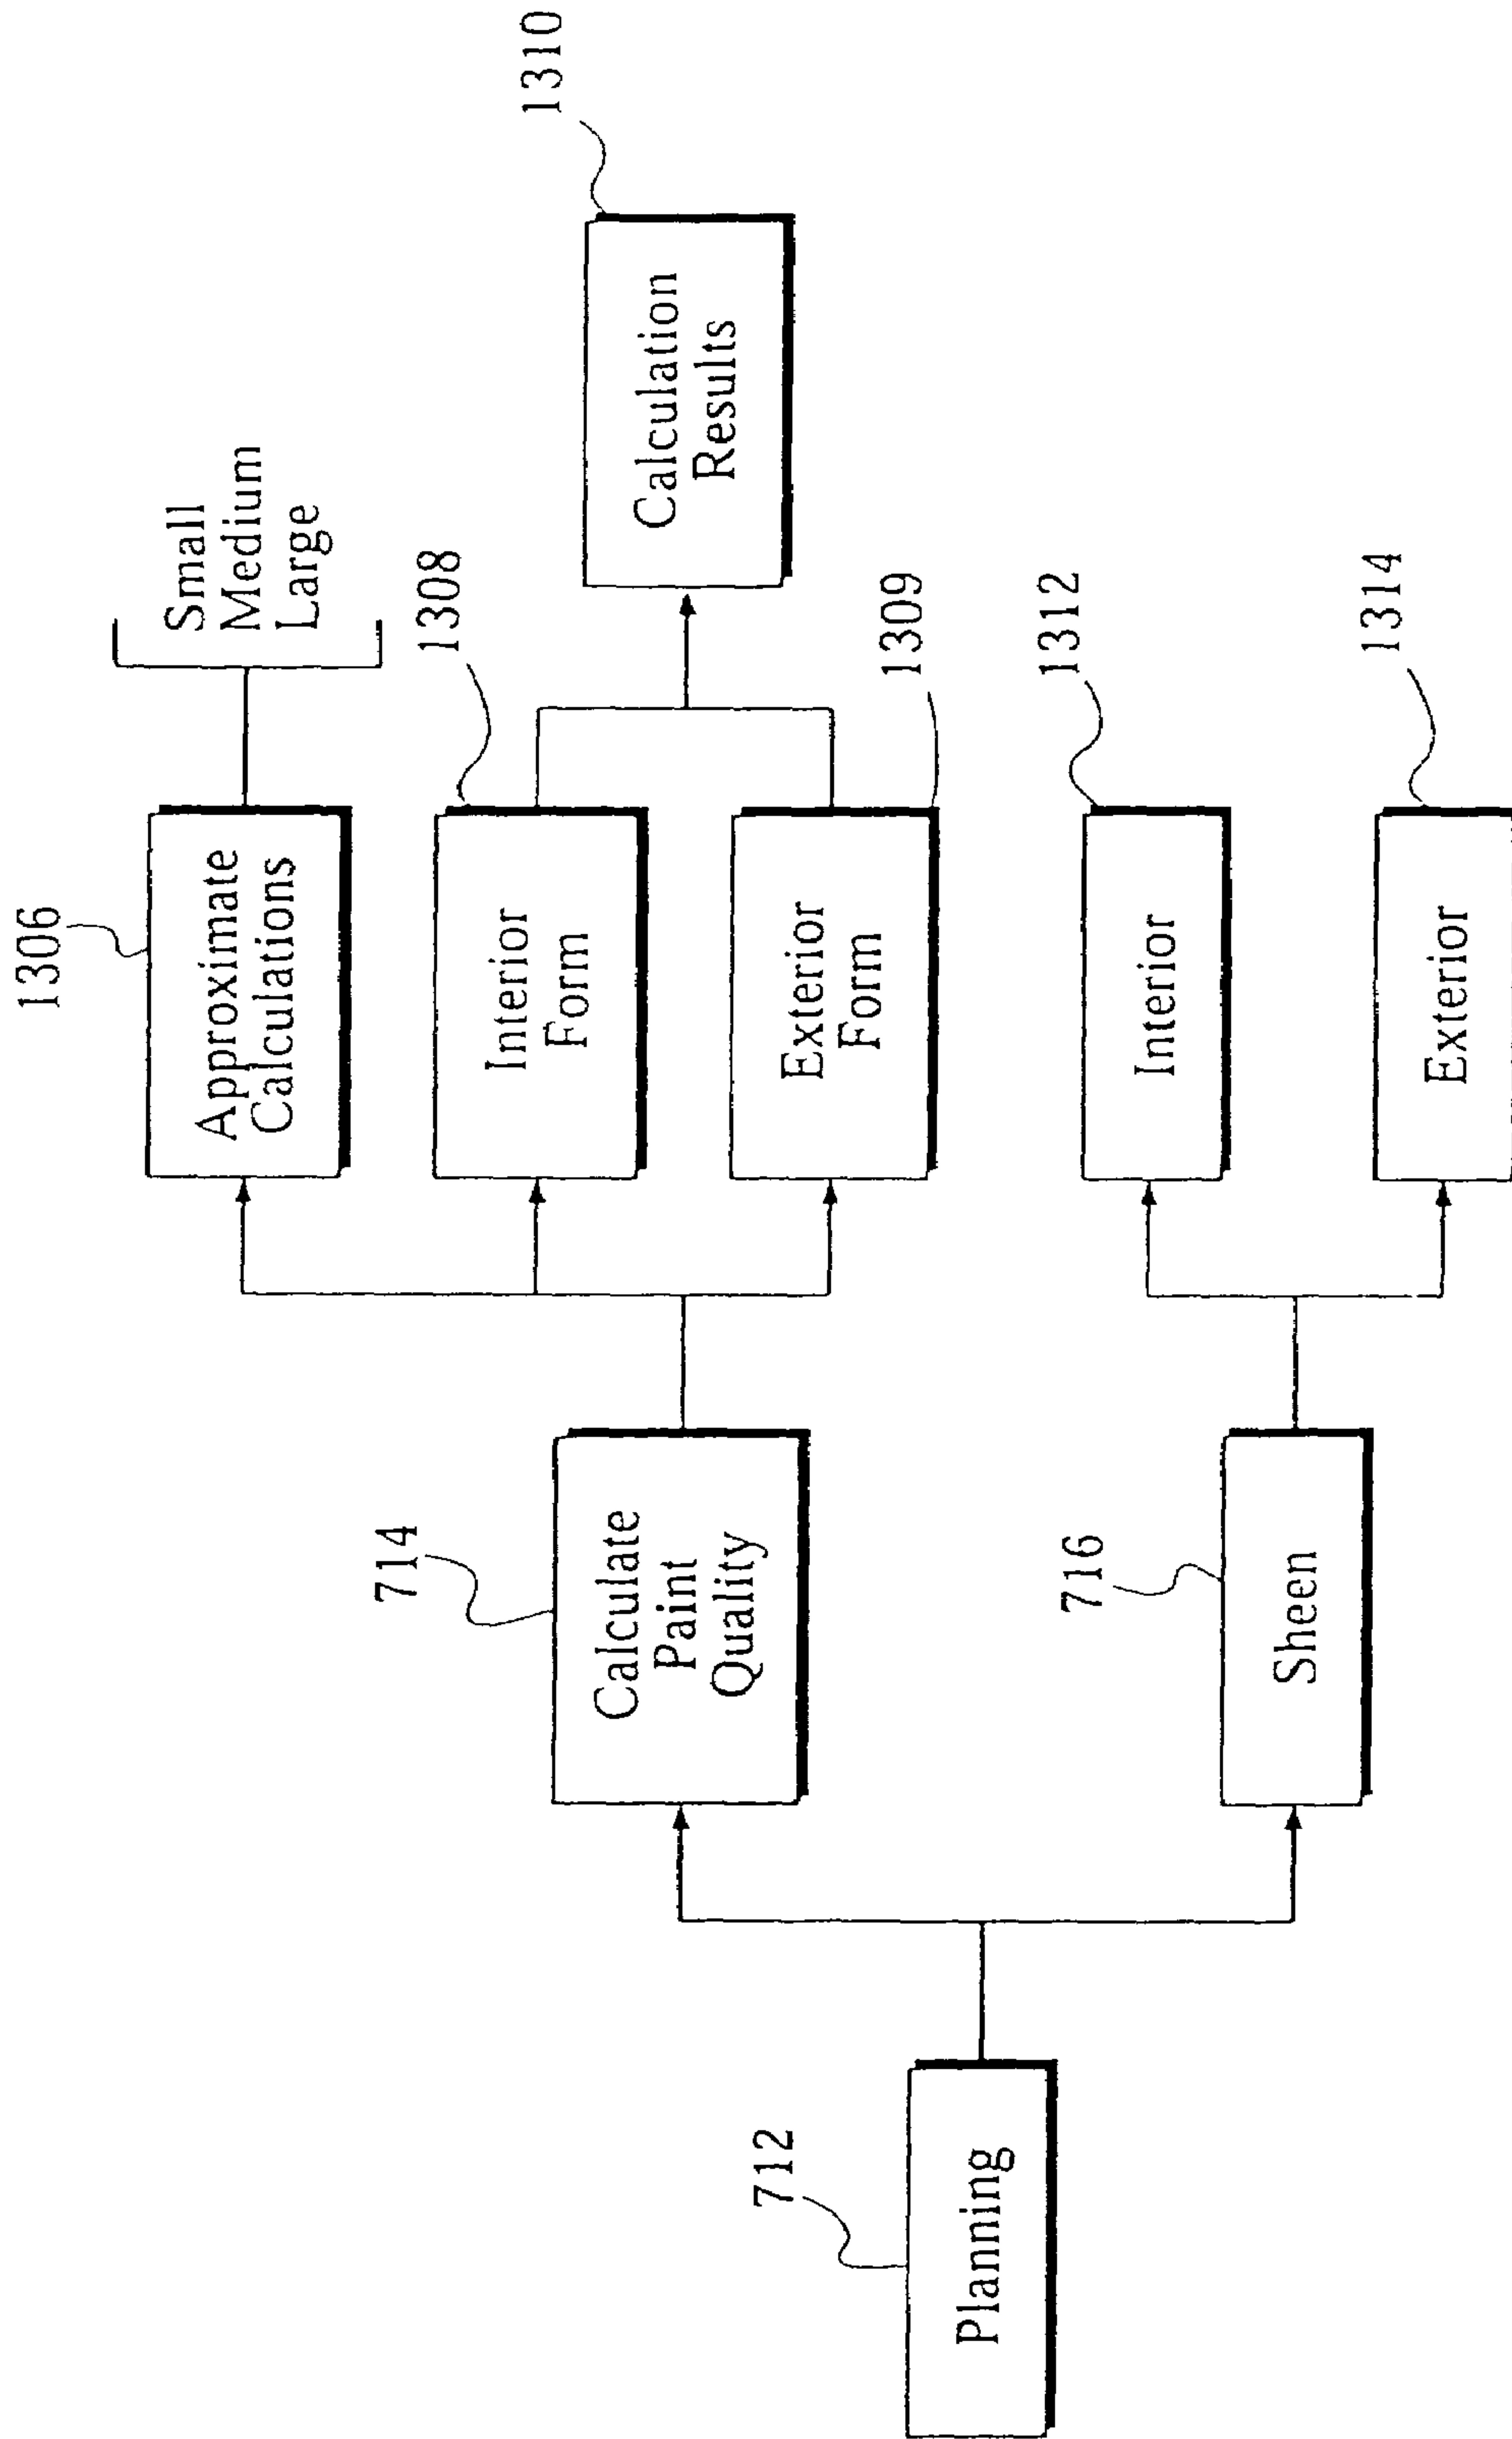 712
Planning
714
Calculate
Paint
Quality
716
Sheen
1306
Approximate
Calculations
Small
Medium
Large
1308
Interior
Form
1309
Exterior
Form
1310
Calculation
Results
1312
Interior
1314
Exterior